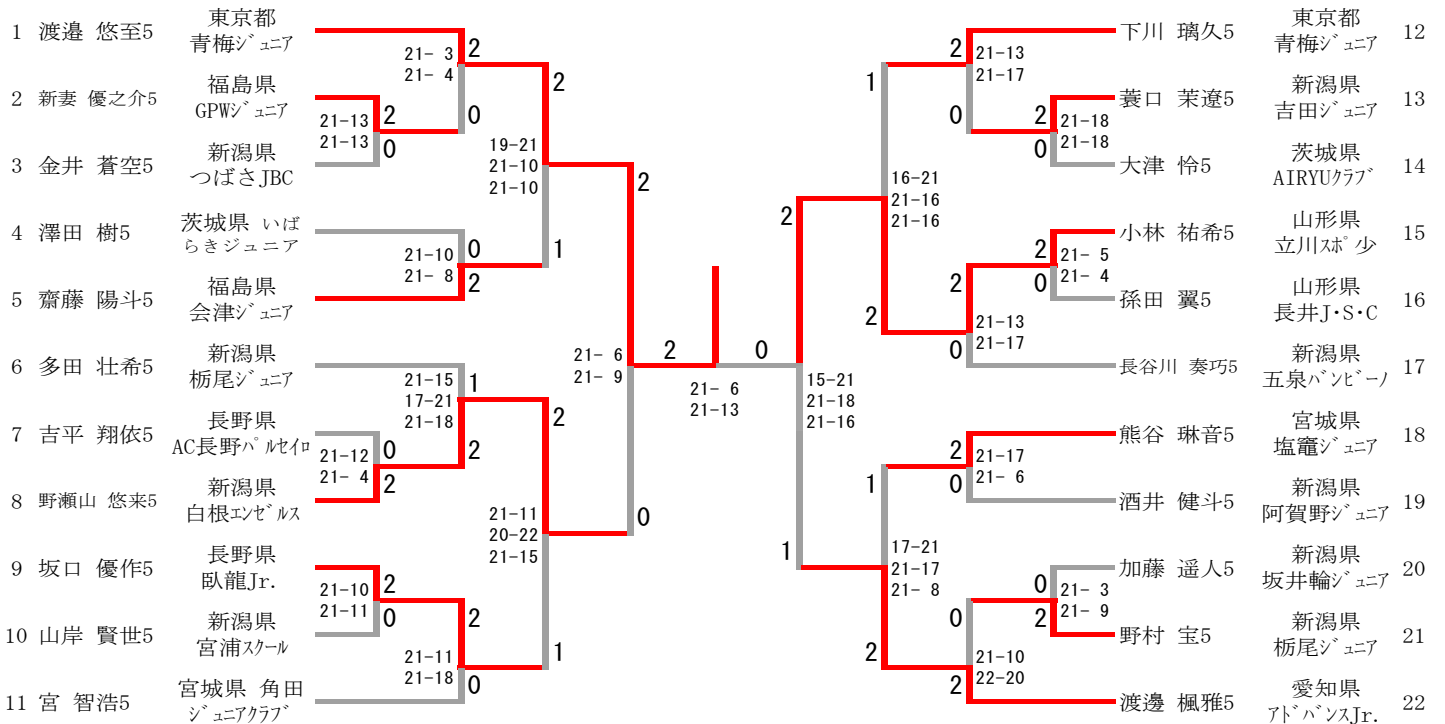 1 渡邉 悠至5 東京都
青梅ジュニア
21- 3 2
21- 4
2 新妻 優之介5 福島県
GPWジュニア
0
21-13 2
21-13 0
3 金井 蒼空5 新潟県
つばさJBC
2
19-21
21-10
21-10
4 澤田 樹5 茨城県 いば
らきジュニア
21-10 0
21- 8 2
1
5 齋藤 陽斗5 福島県
会津ジュニア
2
6 多田 壮希5 新潟県
栃尾ジュニア
21- 6
21- 9
21-15 1
17-21
21-18
7 吉平 翔依5 長野県
AC長野パルセイロ
2
2
21-12 0
21- 4 2
8 野瀬山 悠来5 新潟県
白根エンゼルス
21-11
20-22
21-15
0
9 坂口 優作5 長野県
臥龍Jr.
21-10 2
21-11 0
10 山岸 賢世5 新潟県
宮浦スクール
2
21-11
21-18 0
1
11 宮 智浩5 宮城県 角田
ジュニアクラブ
2 0
21- 6
21-13
下川 璃久5 東京都
青梅ジュニア 12
2 21-13
21-17
1
蓑口 茉遼5 新潟県
吉田ジュニア 13
0
2 21-18
0 21-18
大津 怜5 茨城県
AIRYUクラブ 14
16-21
21-16
21-16
2
小林 祐希5 山形県
立川スポ少 15
2 21- 5
0 21- 4
孫田 翼5 山形県
長井J・S・C 16
2
2
21-13
0 21-17
長谷川 奏巧5 新潟県
五泉バンビーノ 17
15-21
21-18
21-16
熊谷 琳音5 宮城県
塩竈ジュニア 18
2 21-17
0 21- 6
1
酒井 健斗5 新潟県
阿賀野ジュニア 19
1
17-21
21-17
21- 8
加藤 遥人5 新潟県
坂井輪ジュニア 20
0 21- 3
2 21- 9
野村 宝5 新潟県
栃尾ジュニア 21
0
2
21-10
2 22-20
渡邊 楓雅5 愛知県
アドバンスJr. 22